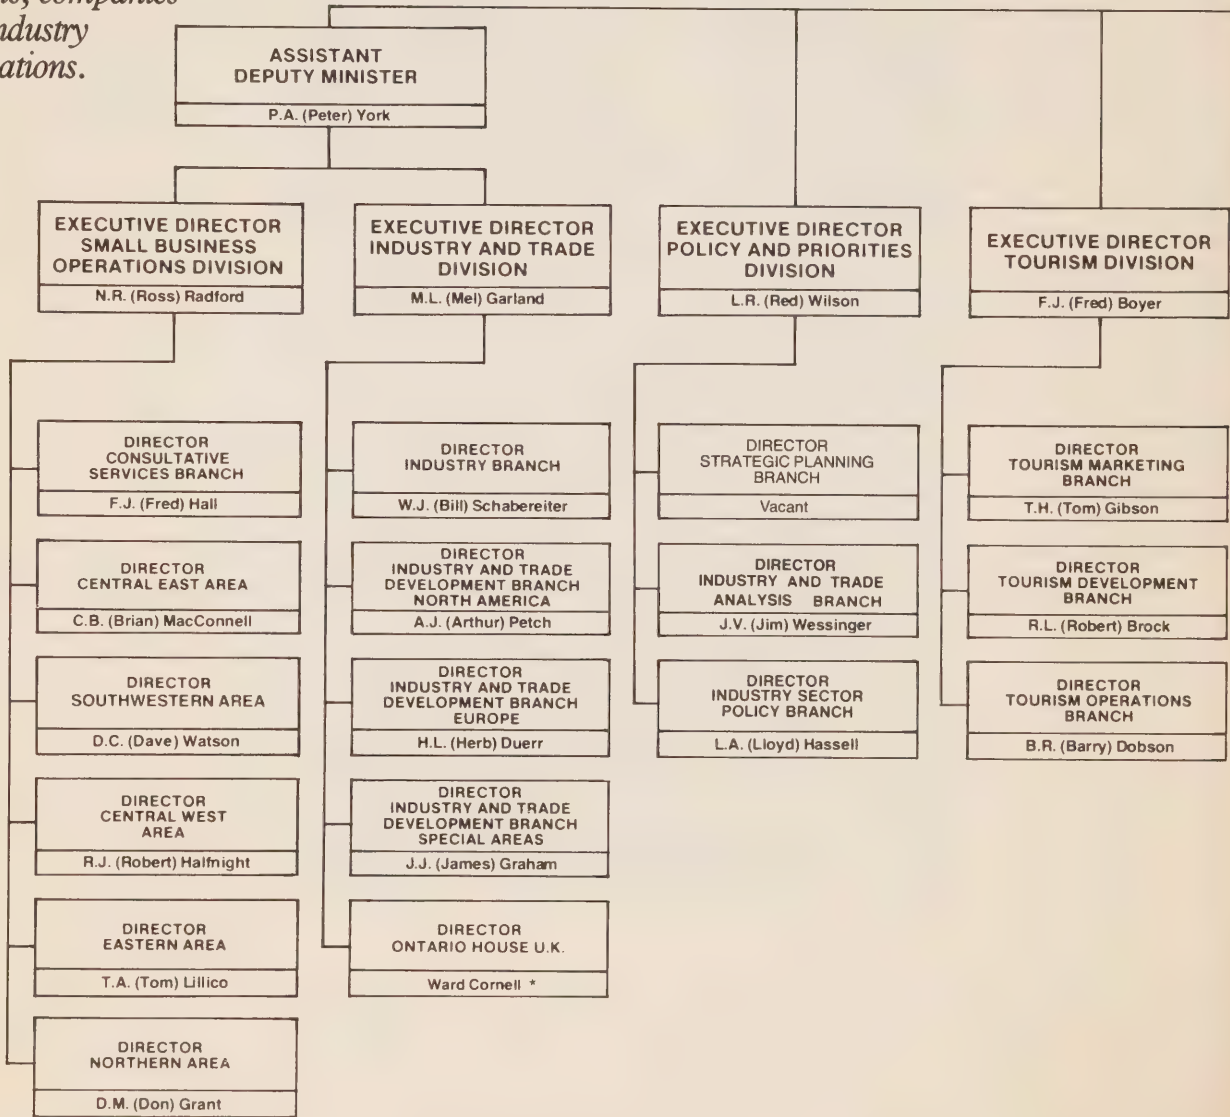 companies
ndustry
ations.
ASSISTANT
DEPUTY MINISTER
P.A. (Peter) York
EXECUTIVE DIRECTOR
SMALL BUSINESS
OPERATIONS DIVISION
N.R. (Ross) Radford
EXECUTIVE DIRECTOR
INDUSTRY AND TRADE
DIVISION
M.L. (Mel) Garland
EXECUTIVE DIRECTOR
POLICY AND PRIORITIES
DIVISION
L.R. (Red) Wilson
EXECUTIVE DIRECTOR
TOURISM DIVISION
F.J. (Fred) Boyer
DIRECTOR
CONSULTATIVE
SERVICES BRANCH
F.J. (Fred) Hall
DIRECTOR
CENTRAL EAST AREA
C.B. (Brian) MacConnell
DIRECTOR
SOUTHWESTERN AREA
D.C. (Dave) Watson
DIRECTOR
CENTRAL WEST
AREA
R.J. (Robert) Halfnight
DIRECTOR
EASTERN AREA
T.A. (Tom) Lillico
DIRECTOR
NORTHERN AREA
D.M. (Don) Grant
DIRECTOR
INDUSTRY BRANCH
W.J. (Bill) Schabereiter
DIRECTOR
INDUSTRY AND TRADE
DEVELOPMENT BRANCH
NORTH AMERICA
A.J. (Arthur) Petch
DIRECTOR
INDUSTRY AND TRADE
DEVELOPMENT BRANCH
EUROPE
H.L. (Herb) Duerr
DIRECTOR
INDUSTRY AND TRADE
DEVELOPMENT BRANCH
SPECIAL AREAS
J.J. (James) Graham
DIRECTOR
ONTARIO HOUSE U.K.
Ward Cornell *
DIRECTOR
STRATEGIC PLANNING
BRANCH
Vacant
DIRECTOR
INDUSTRY AND TRADE
ANALYSIS BRANCH
J.V. (Jim) Wessinger
DIRECTOR
INDUSTRY SECTOR
POLICY BRANCH
L.A. (Lloyd) Hassell
DIRECTOR
TOURISM MARKETING
BRANCH
T.H. (Tom) Gibson
DIRECTOR
TOURISM DEVELOPMENT
BRANCH
R.L. (Robert) Brock
DIRECTOR
TOURISM OPERATIONS
BRANCH
B.R. (Barry) Dobson